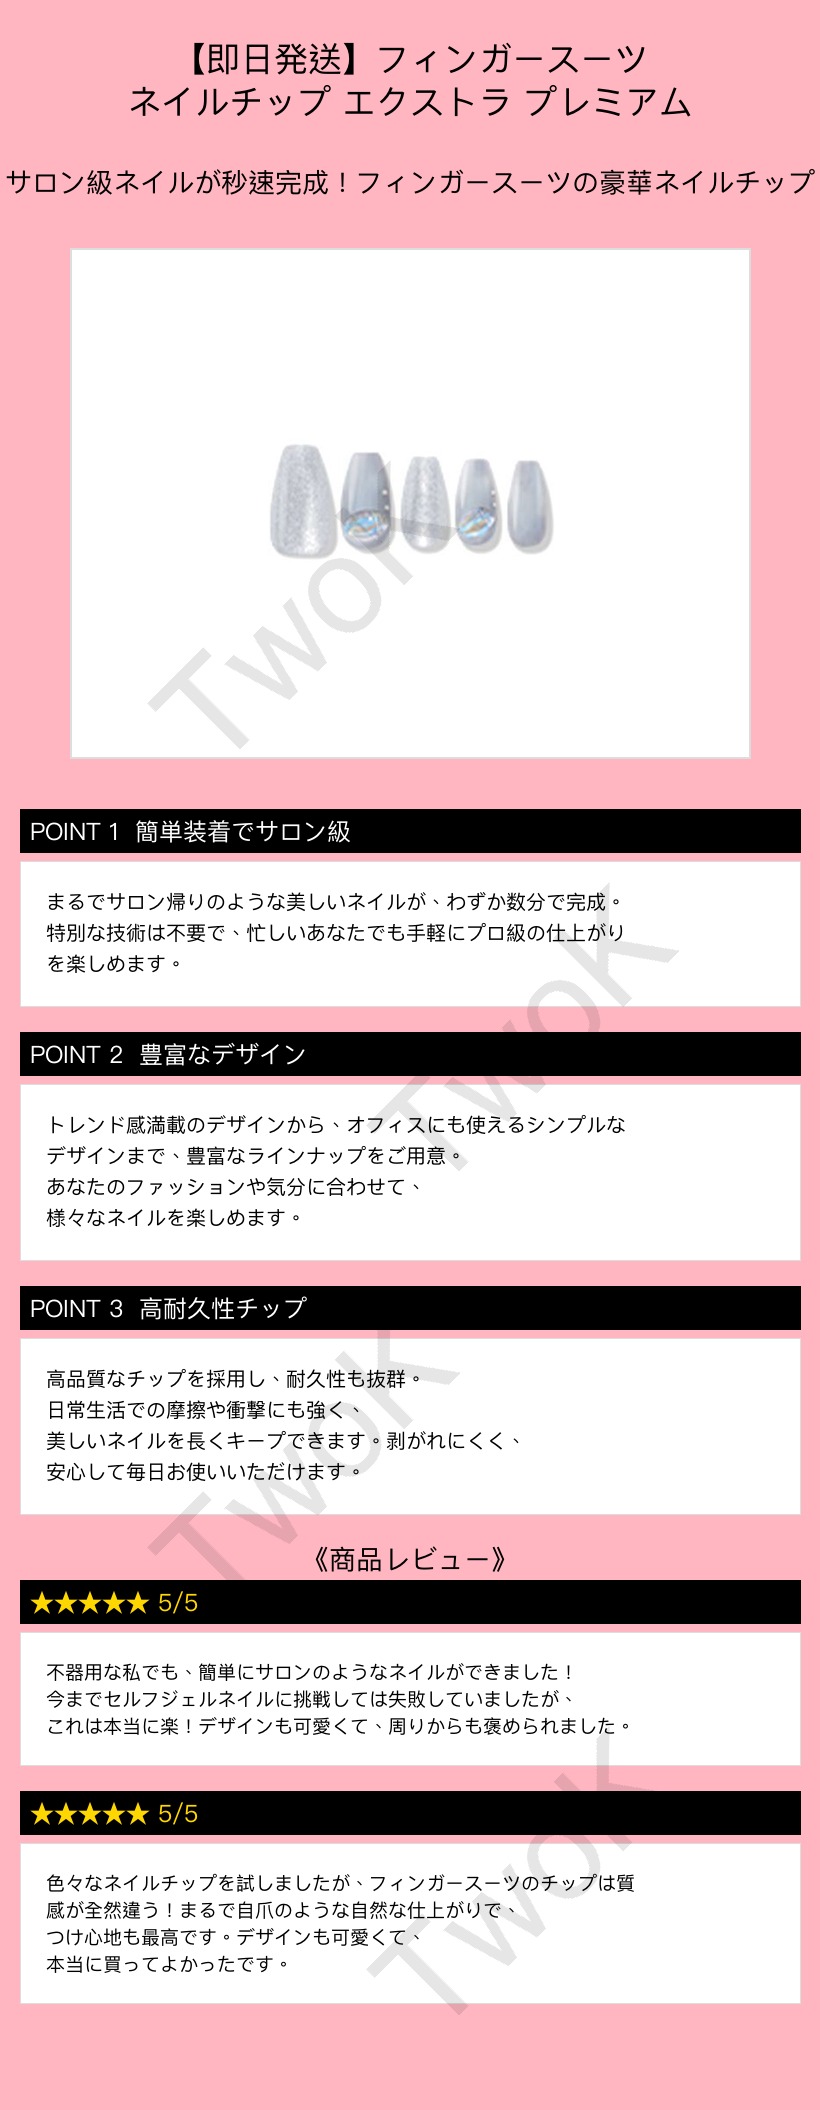 【即日発送】フィンガースーツ
ネイルチップ エクストラ プレミアム
サロン級ネイルが秒速完成！フィンガースーツの豪華ネイルチップ
TwoK
POINT 1 簡単装着でサロン級
まるでサロン帰りのような美しいネイルが、わずか数分で完成。
特別な技術は不要で、忙しいあなたでも手軽にプロ級の仕上がり
を楽しめます。
TwoK
POINT 2 豊富なデザイン
トレンド感満載のデザインから、オフィスにも使えるシンプルな
デザインまで、豊富なラインナップをご用意。
あなたのファッションや気分に合わせて、
様々なネイルを楽しめます。
POINT 3 高耐久性チップ
高品質なチップを採用し、耐久性も抜群。
日常生活での摩擦や衝撃にも強く、
美しいネイルを長くキープできます。剥がれにくく、
安心して毎日お使いいただけます。
TwoK
《商品レビュー》
★★★★★ 5/5
不器用な私でも、簡単にサロンのようなネイルができました！
今までセルフジェルネイルに挑戦しては失敗していましたが、
これは本当に楽！デザインも可愛くて、周りからも褒められました。
★★★★★ 5/5
色々なネイルチップを試しましたが、フィンガースーツのチップは質
感が全然違う！まるで自爪のような自然な仕上がりで、
つけ心地も最高です。デザインも可愛くて、
本当に買ってよかったです。
TwoK